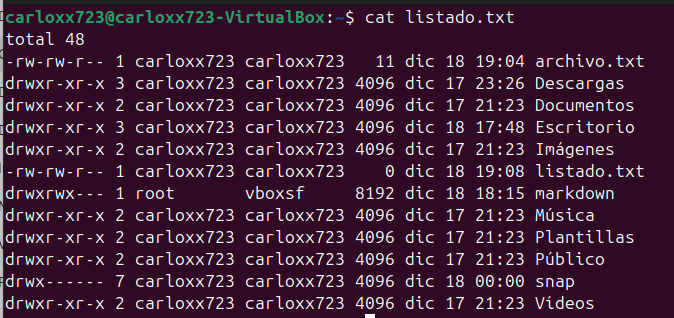 carloxx723@carloxx723-VirtualBox:~$ cat listado.txt
total 48
-rw-rw-r-- 1 carloxx723 carloxx723   11 dic 18 19:04 archivo.txt
drwxr-xr-x 3 carloxx723 carloxx723 4096 dic 17 23:26 Descargas
drwxr-xr-x 2 carloxx723 carloxx723 4096 dic 17 21:23 Documentos
drwxr-xr-x 3 carloxx723 carloxx723 4096 dic 18 17:48 Escritorio
drwxr-xr-x 2 carloxx723 carloxx723 4096 dic 17 21:23 Imágenes
-rw-rw-r-- 1 carloxx723 carloxx723    0 dic 18 19:08 listado.txt
drwxrwx--- 1 root       vboxsf     8192 dic 18 18:15 markdown
drwxr-xr-x 2 carloxx723 carloxx723 4096 dic 17 21:23 Música
drwxr-xr-x 2 carloxx723 carloxx723 4096 dic 17 21:23 Plantillas
drwxr-xr-x 2 carloxx723 carloxx723 4096 dic 17 21:23 Público
drwx------ 7 carloxx723 carloxx723 4096 dic 18 00:00 snap
drwxr-xr-x 2 carloxx723 carloxx723 4096 dic 17 21:23 Vídeos